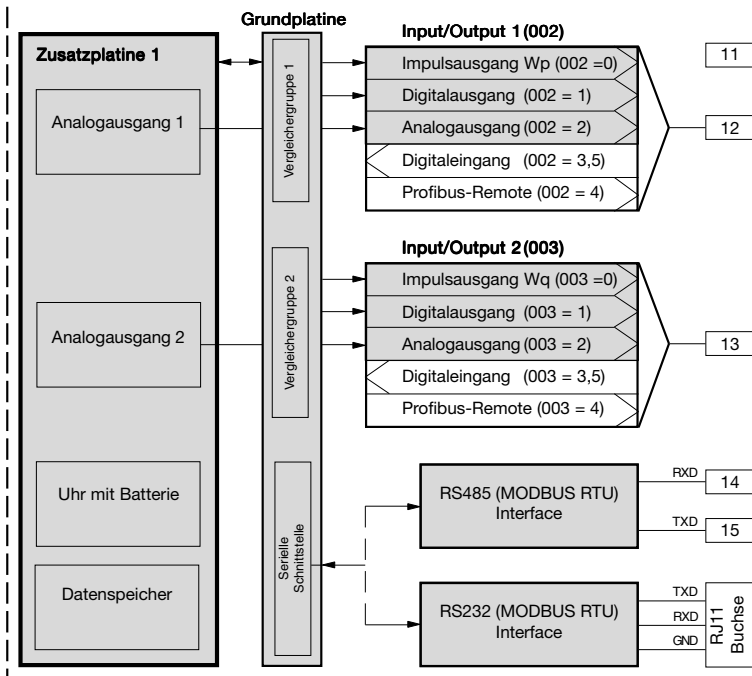 Grundplatine
Zusatzplatine 1
Analogausgang 1
Analogausgang 2
Uhr mit Batterie
Datenspeicher
Vergleichergruppe 1
Vergleichergruppe 2
Serielle
Schnittstelle
Input/Output 1 (002)
Impulsausgang Wp (002 =0)
Digitalausgang (002 = 1)
Analogausgang (002 = 2)
Digitaleingang (002 = 3,5)
Profibus-Remote (002 = 4)
11
12
Input/Output 2 (003)
Impulsausgang Wq (003 =0)
Digitalausgang (003 = 1)
Analogausgang (003 = 2)
Digitaleingang (003 = 3,5)
Profibus-Remote (003 = 4)
13
RS485 (MODBUS RTU)
Interface
RXD
14
TXD
15
RS232 (MODBUS RTU)
Interface
TXD
RXD
GND
RJ11
Buchse